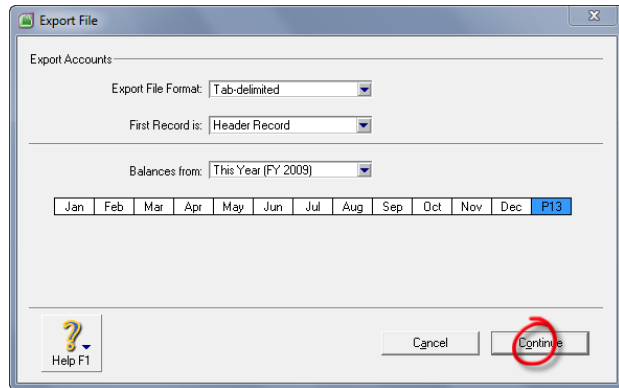 Export File
Export Accounts
Export File Format: Tab-delimited
First Record is: Header Record
Balances from: This Year (FY 2009)
Jan Feb Mar Apr May Jun Jul Aug Sep Oct Nov Dec P13
Help F1
Cancel Continue